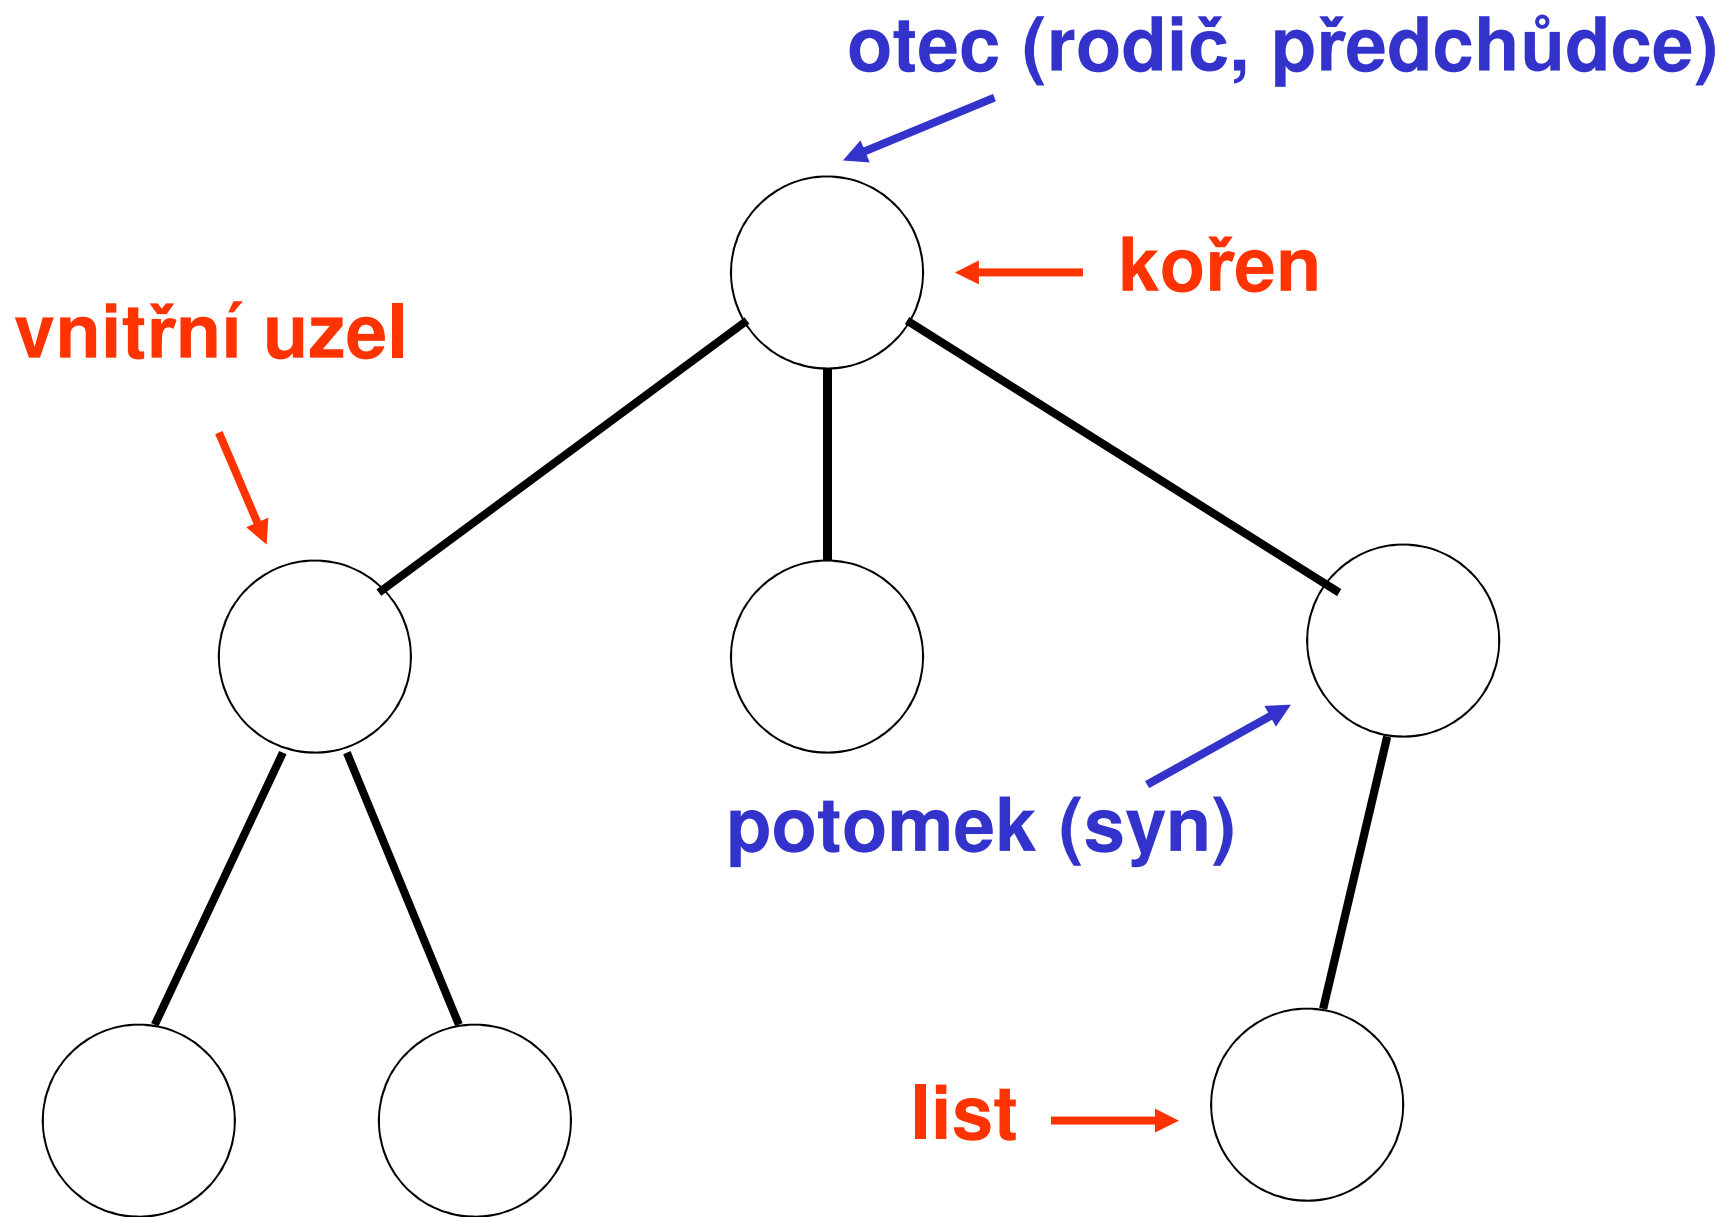 otec (rodič, předchůdce)
kořen
vnitřní uzel
potomek (syn)
list